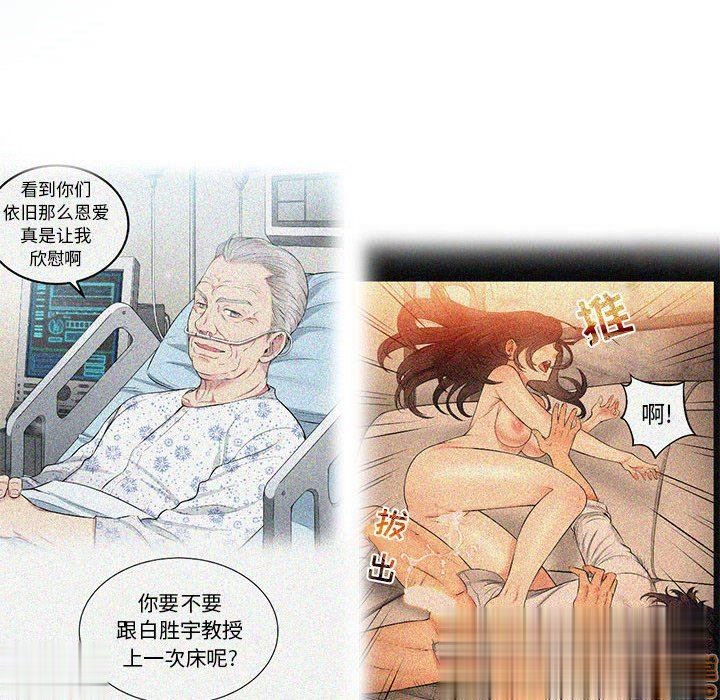 看到你们
依旧那么恩爱
真是让我
欣慰啊
推
啊!
拔
出
你要不要
跟白胜宇教授
上一次床呢?